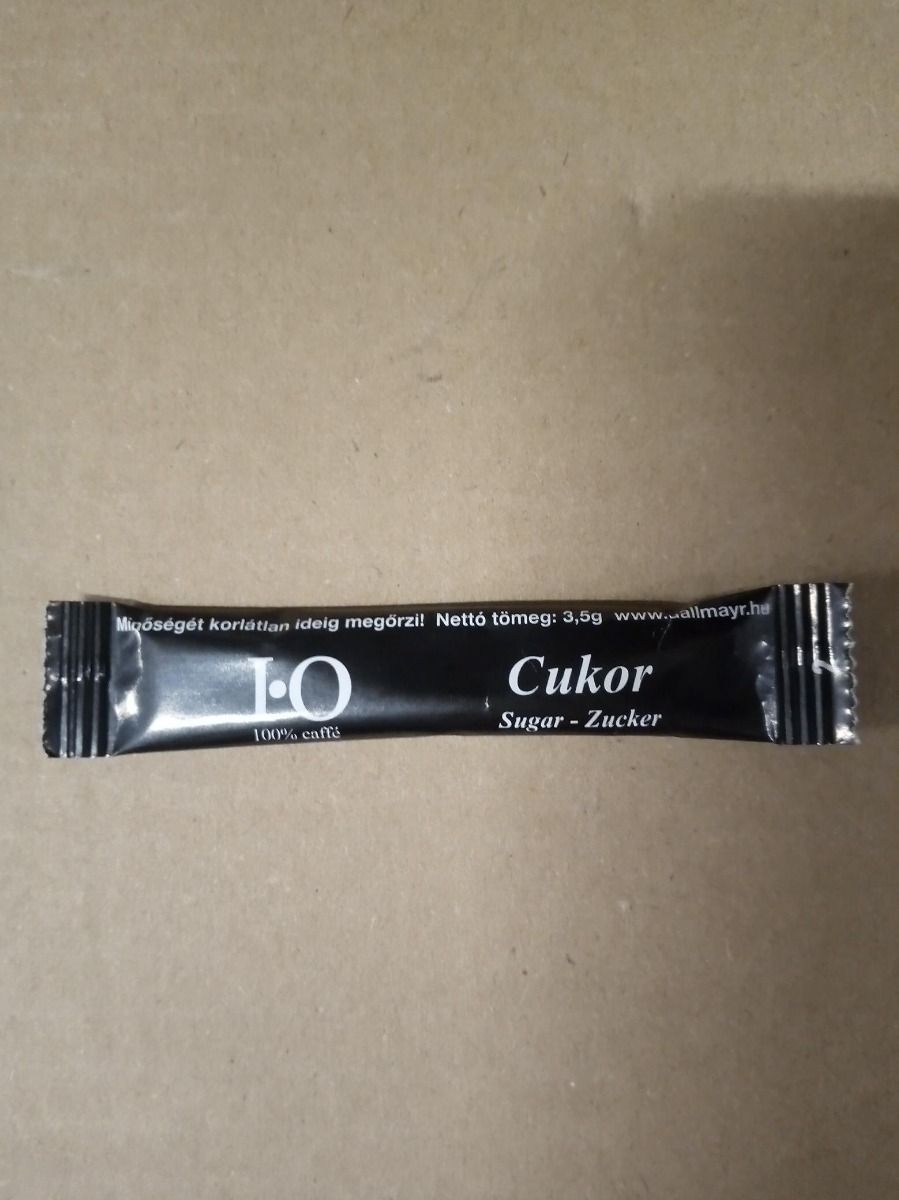 Minőségét korlátlan ideig megőrzi! Nettó tömeg: 3,5g www.dallmayr.hu
I•O
100% caffé
Cukor
Sugar - Zucker